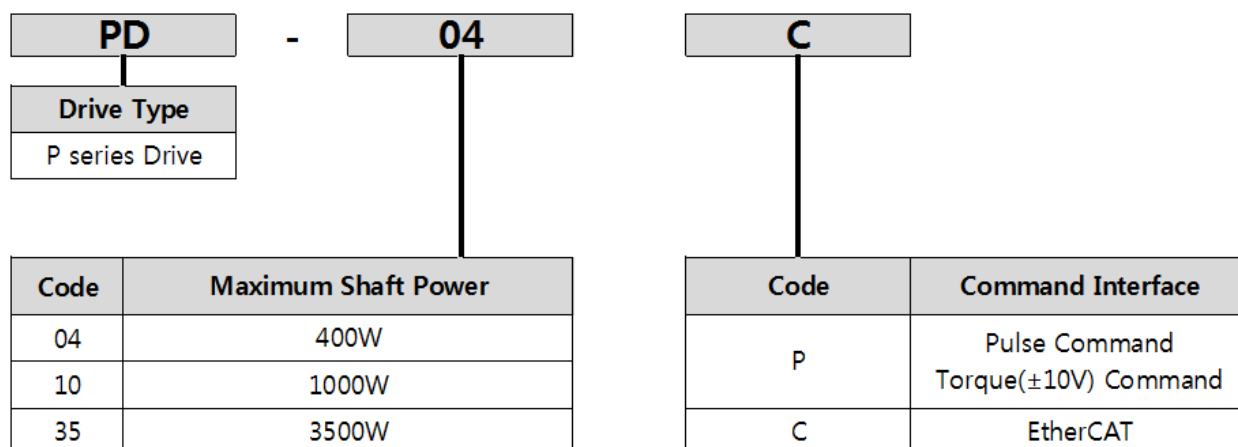 PD - 04 C
Drive Type
P series Drive
Code Maximum Shaft Power
04 400W
10 1000W
35 3500W
Code Command Interface
P Pulse Command
Torque(±10V) Command
C EtherCAT